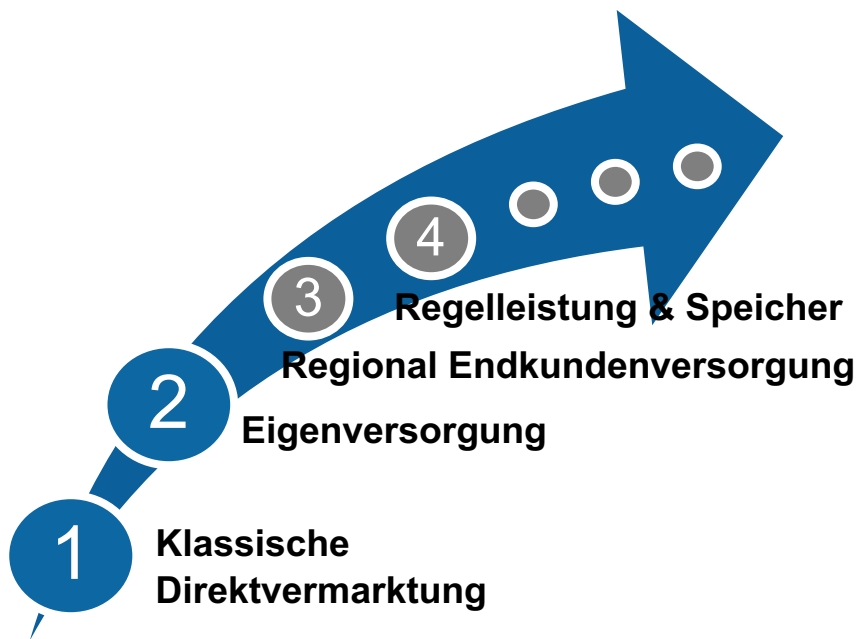 4
3
Regelleistung & Speicher
Regional Endkundenversorgung
2
Eigenversorgung
1
Klassische
Direktvermarktung